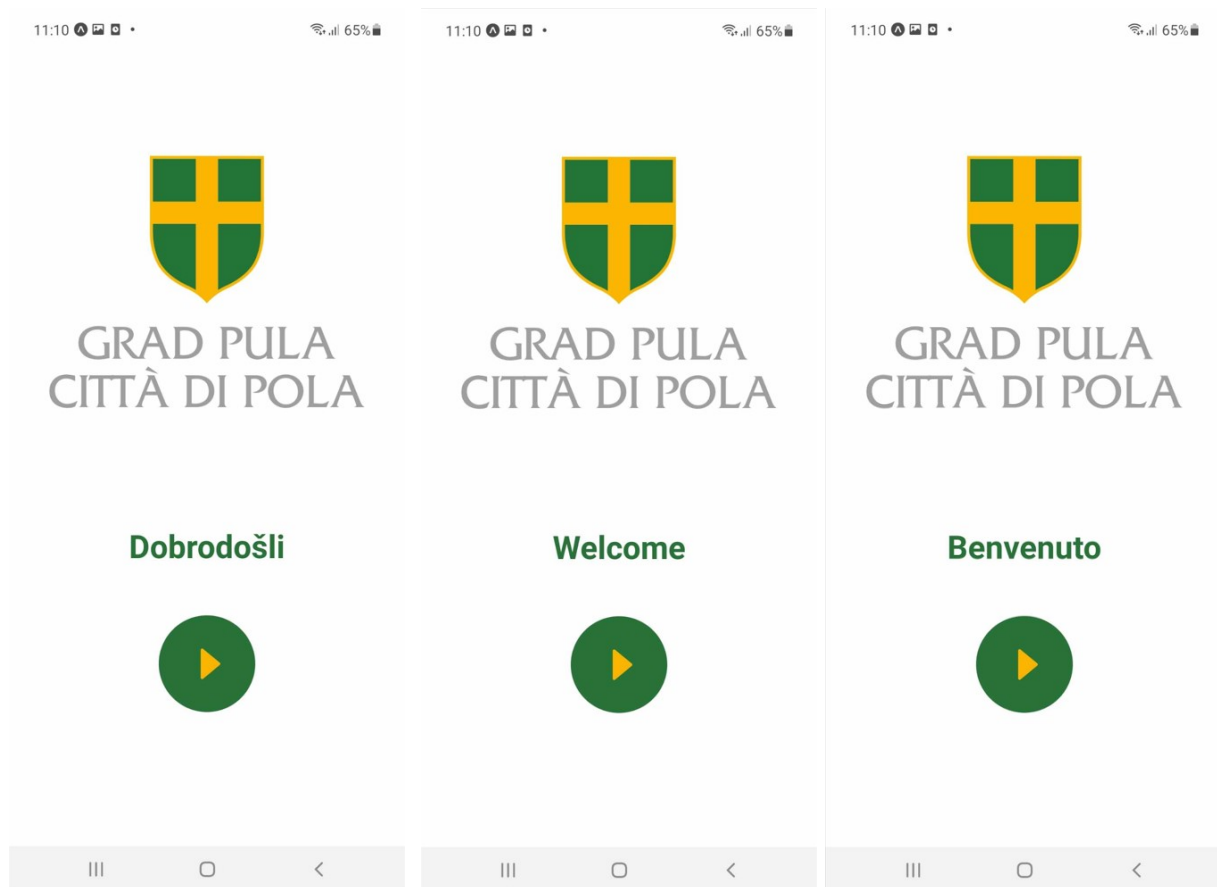 11:10
65%
GRAD PULA
CITTÀ DI POLA
Dobrodošli
11:10
65%
GRAD PULA
CITTÀ DI POLA
Welcome
11:10
65%
GRAD PULA
CITTÀ DI POLA
Benvenuto